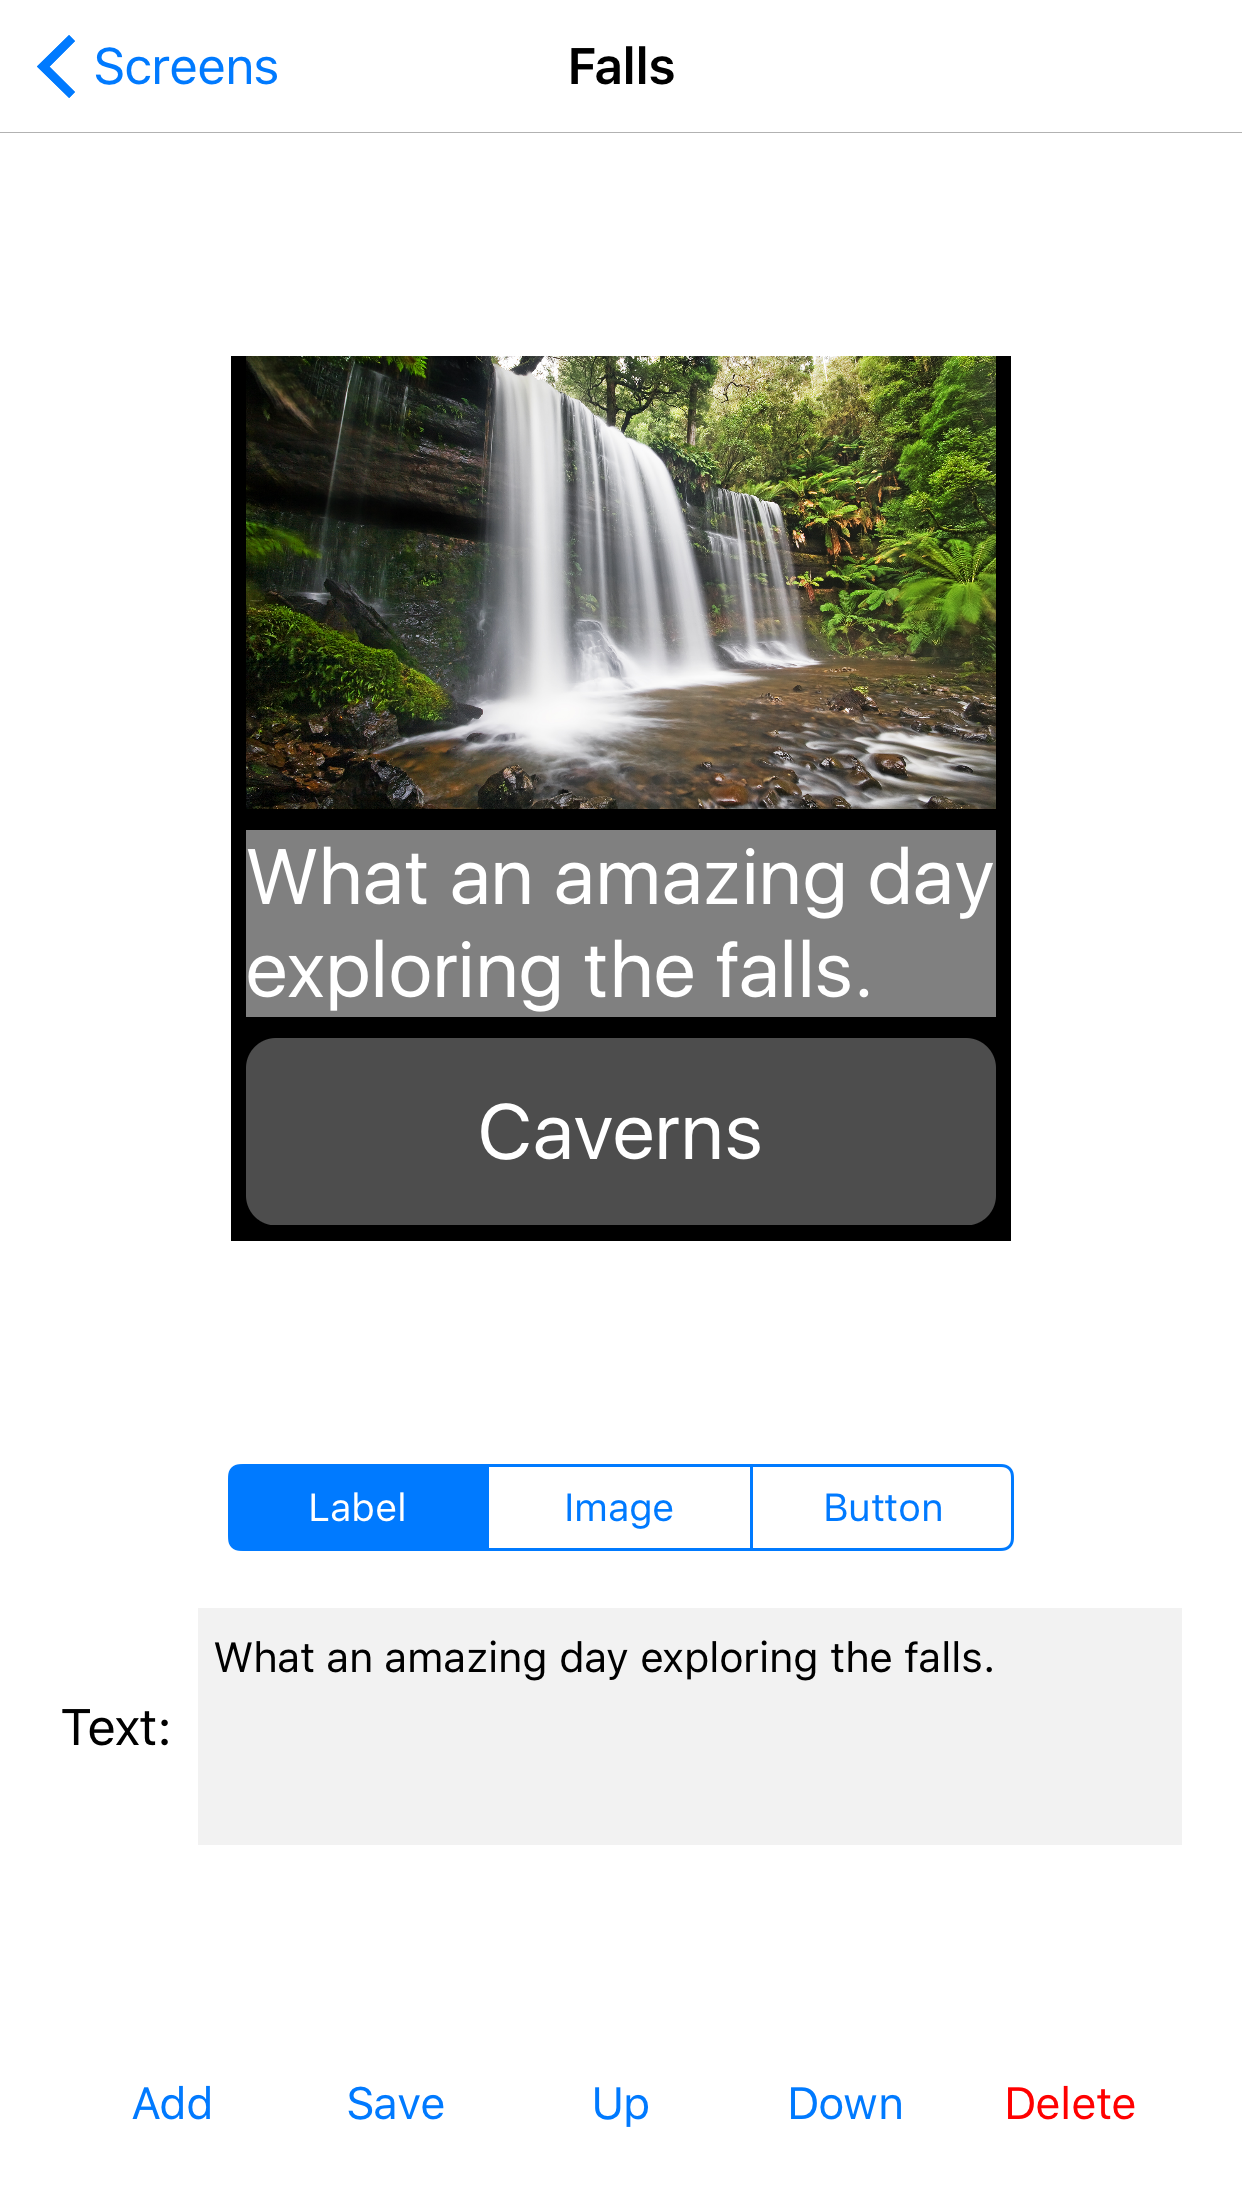 Screens
Falls
What an amazing day
exploring the falls.
Caverns
Label
Image
Button
What an amazing day exploring the falls.
Text:
Add
Save
Up
Down
Delete